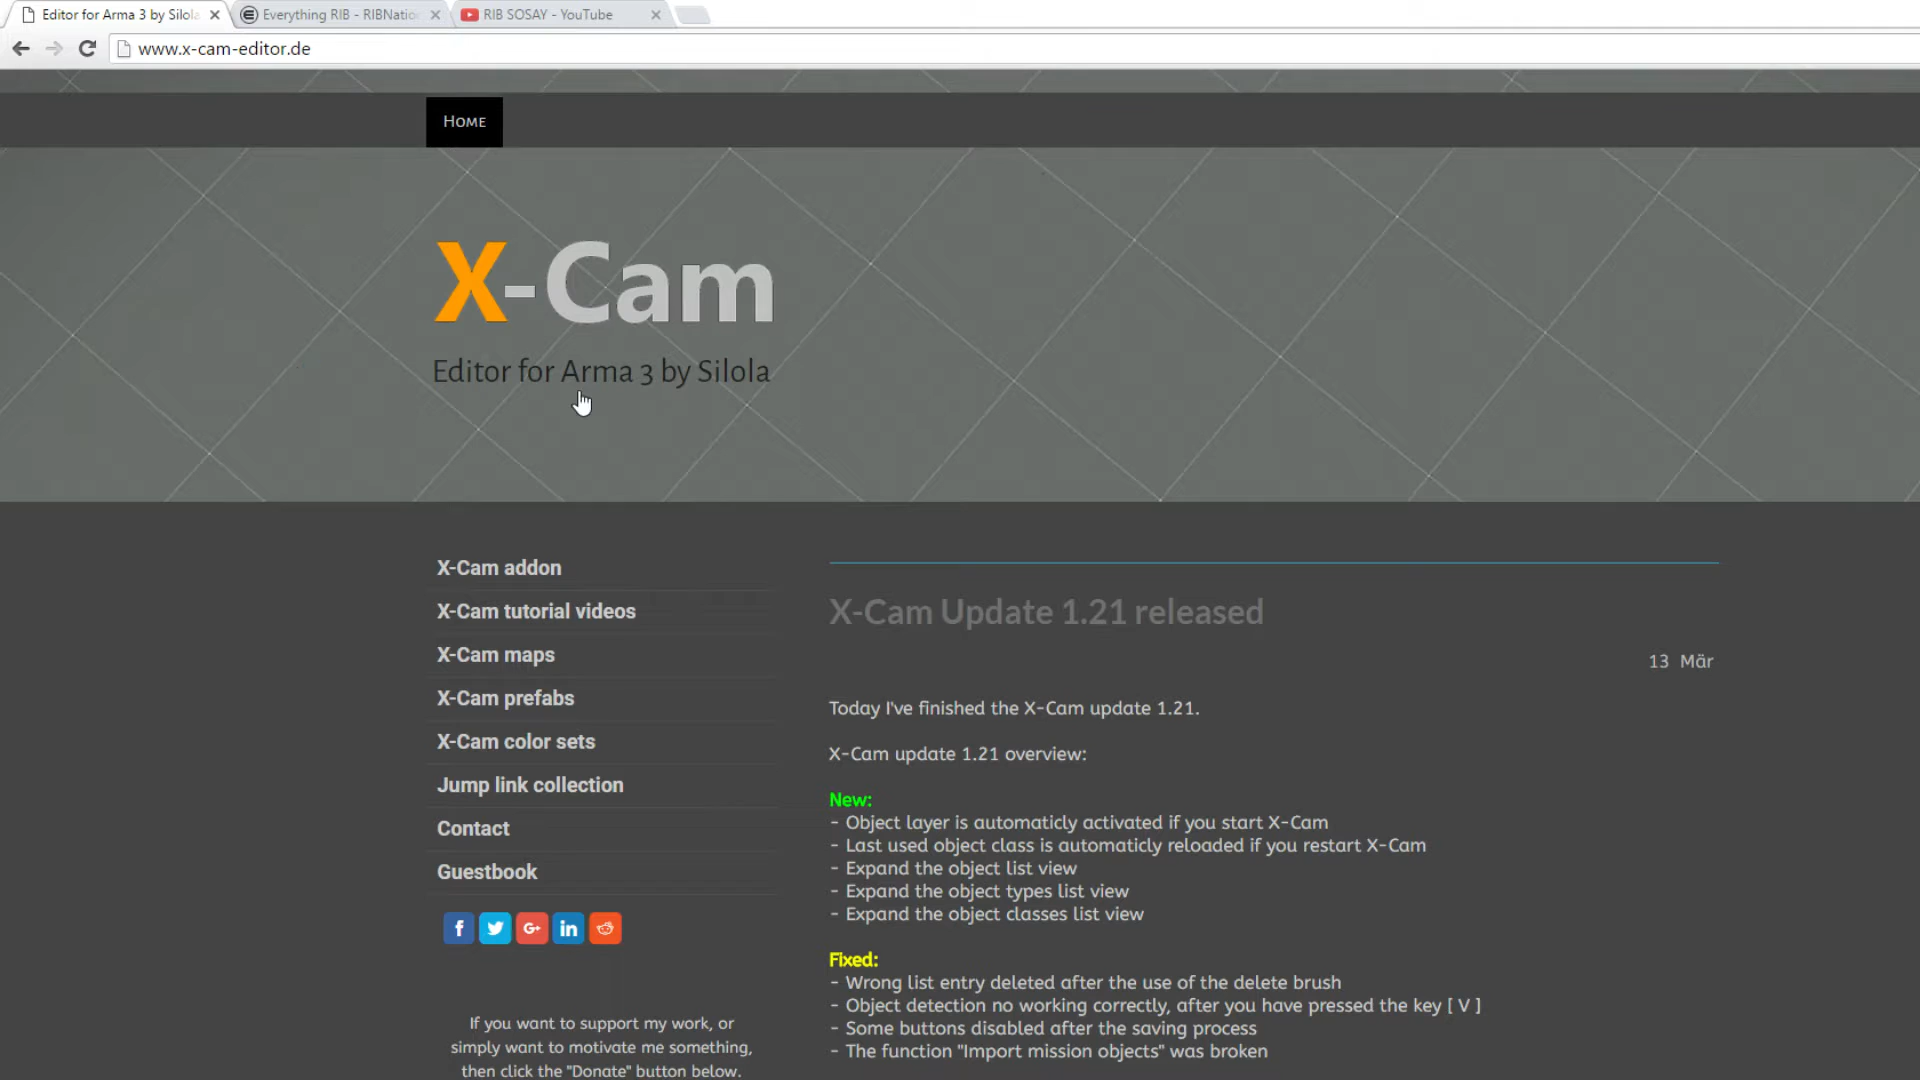 Editor for Arma 3 by Silola
Everything RIB - RIBNation
RIB SOSAY - YouTube
www.x-cam-editor.de
Home
X-Cam
Editor for Arma 3 by Silola
X-Cam addon
X-Cam tutorial videos
X-Cam maps
X-Cam prefabs
X-Cam color sets
Jump link collection
Contact
Guestbook
f
G+
in
If you want to support my work, or
simply want to motivate me something,
then click the "Donate" button below.
X-Cam Update 1.21 released
13 Mär
Today I've finished the X-Cam update 1.21.
X-Cam update 1.21 overview:
New:
- Object layer is automaticly activated if you start X-Cam
- Last used object class is automaticly reloaded if you restart X-Cam
- Expand the object list view
- Expand the object types list view
- Expand the object classes list view
Fixed:
- Wrong list entry deleted after the use of the delete brush
- Object detection no working correctly, after you have pressed the key [ V ]
- Some buttons disabled after the saving process
- The function "Import mission objects" was broken